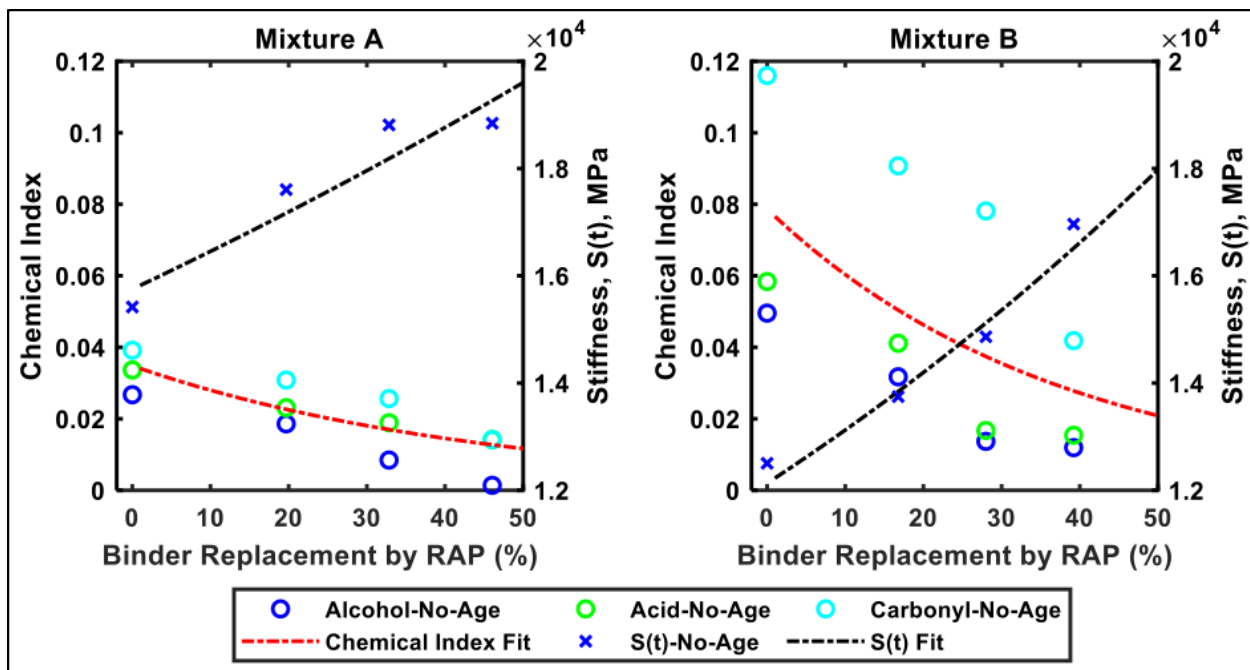 Mixture A
×10⁴
Chemical Index
0.12
0.1
0.08
0.06
0.04
0.02
0
2
1.8
1.6
1.4
1.2
Stiffness, S(t), MPa
0 10 20 30 40 50
Binder Replacement by RAP (%)
Mixture B
×10⁴
Chemical Index
0.12
0.1
0.08
0.06
0.04
0.02
0
2
1.8
1.6
1.4
1.2
Stiffness, S(t), MPa
0 10 20 30 40 50
Binder Replacement by RAP (%)
Alcohol-No-Age Acid-No-Age Carbonyl-No-Age
Chemical Index Fit S(t)-No-Age S(t) Fit